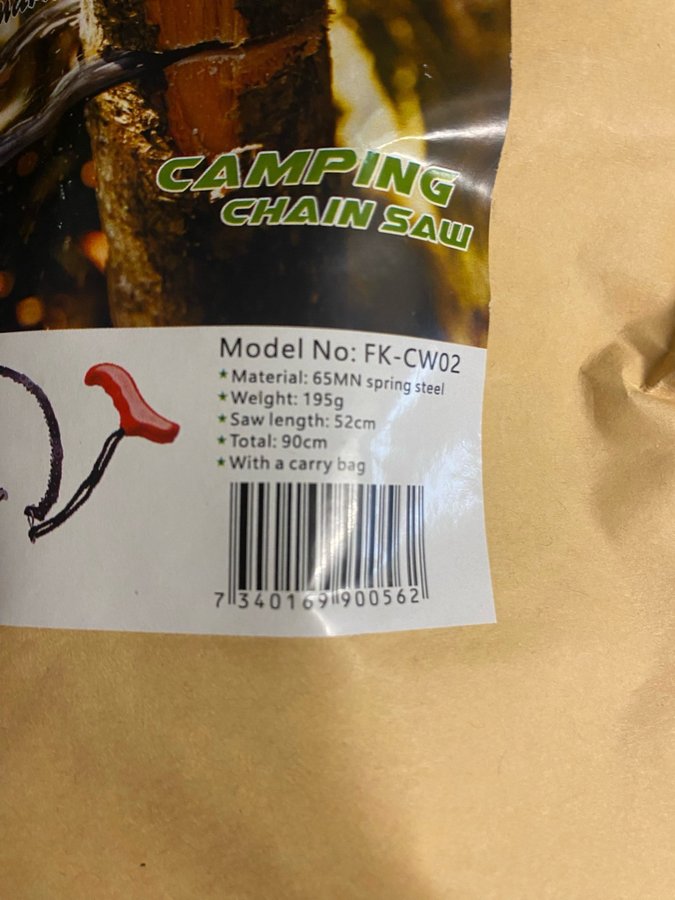 CAMPING
CHAIN SAW
Model No: FK-CW02
★Material: 65MN spring steel
★Weight: 195g
★Saw length: 52cm
★Total: 90cm
★With a carry bag
7 340169 900562